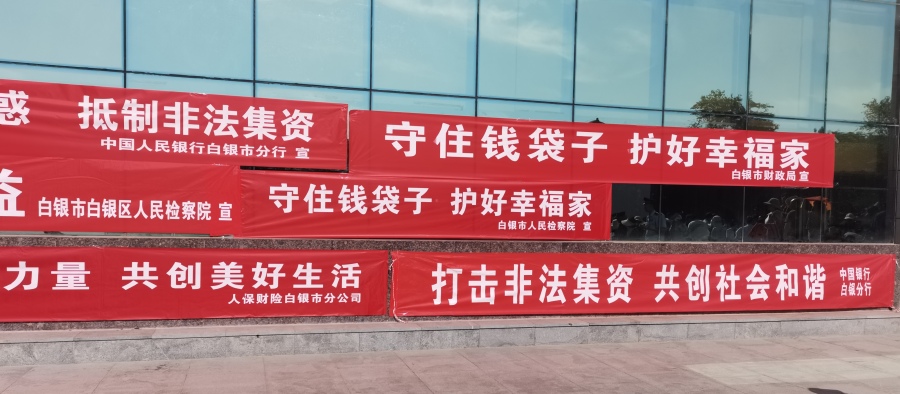 惑 抵制非法集资
中国人民银行白银市分行 宣
守住钱袋子 护好幸福家
白银市财政局 宣
益 白银市白银区人民检察院 宣
守住钱袋子 护好幸福家
白银市人民检察院 宣
力量 共创美好生活
人保财险白银市分公司
打击非法集资 共创社会和谐
中国银行
白银分行